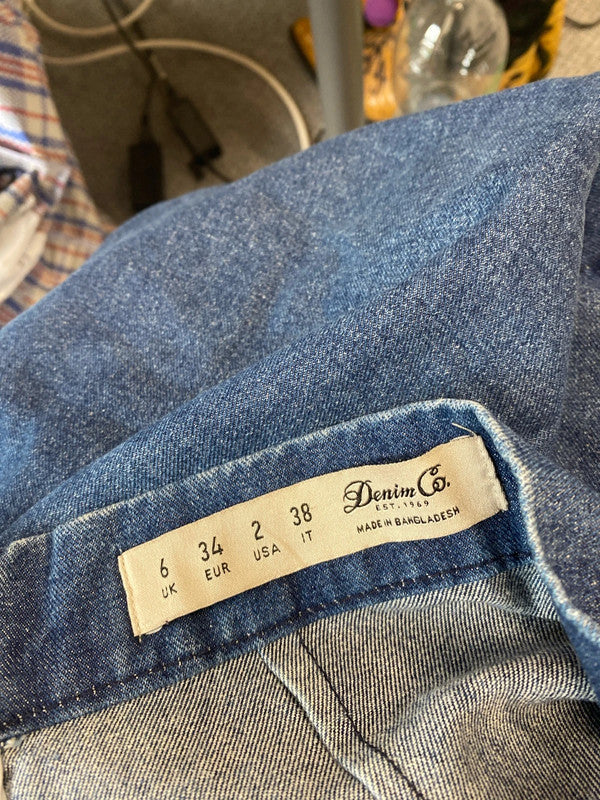 6 34 2 38
UK EUR USA IT
Denim Co.
EST. 1969
MADE IN BANGLADESH